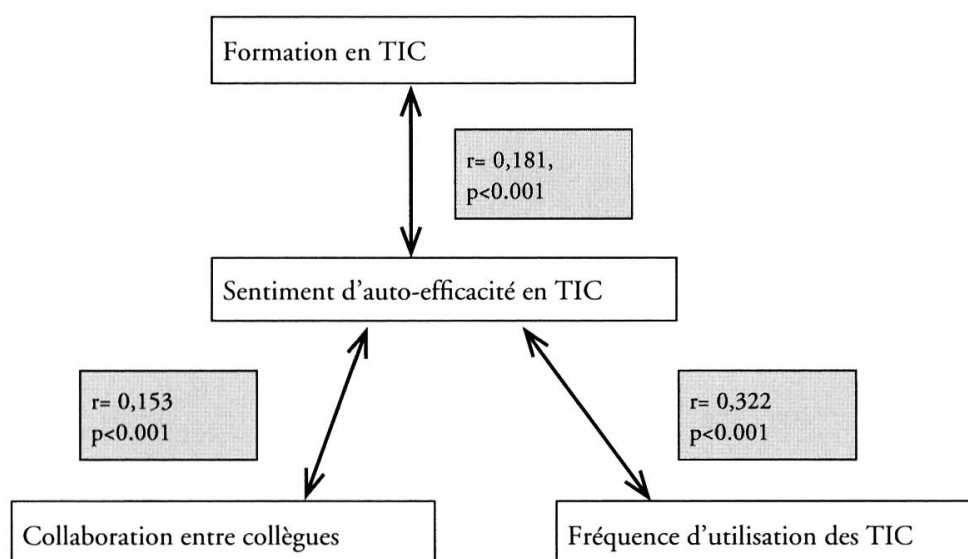 Formation en TIC
r= 0,181,
p<0.001
Sentiment d'auto-efficacité en TIC
r= 0,153
p<0.001
r= 0,322
p<0.001
Collaboration entre collègues
Fréquence d'utilisation des TIC